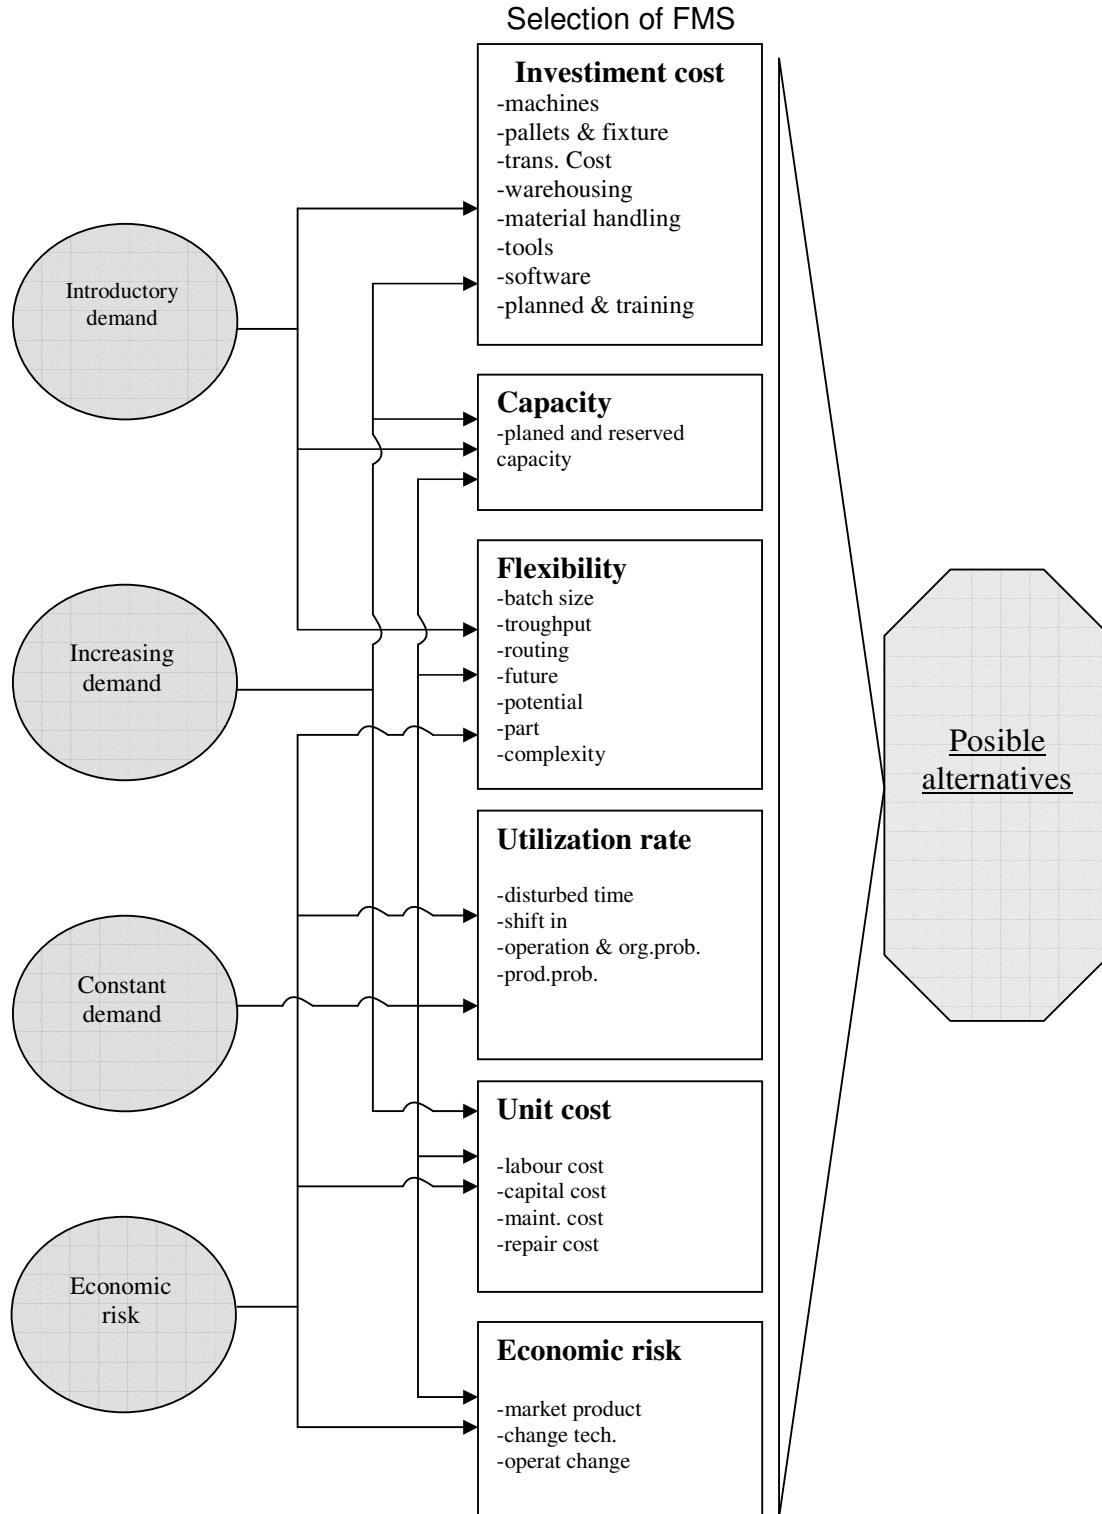 Selection of FMS
Investiment cost
-machines
-pallets & fixture
-trans. Cost
-warehousing
-material handling
-tools
-software
-planned & training
Introductory
demand
Capacity
-planed and reserved
capacity
Flexibility
-batch size
-troughput
-routing
-future
-potential
-part
-complexity
Increasing
demand
Posible
alternatives
Utilization rate
-disturbed time
-shift in
-operation & org.prob.
-prod.prob.
Constant
demand
Unit cost
-labour cost
-capital cost
-maint. cost
-repair cost
Economic
risk
Economic risk
-market product
-change tech.
-operat change